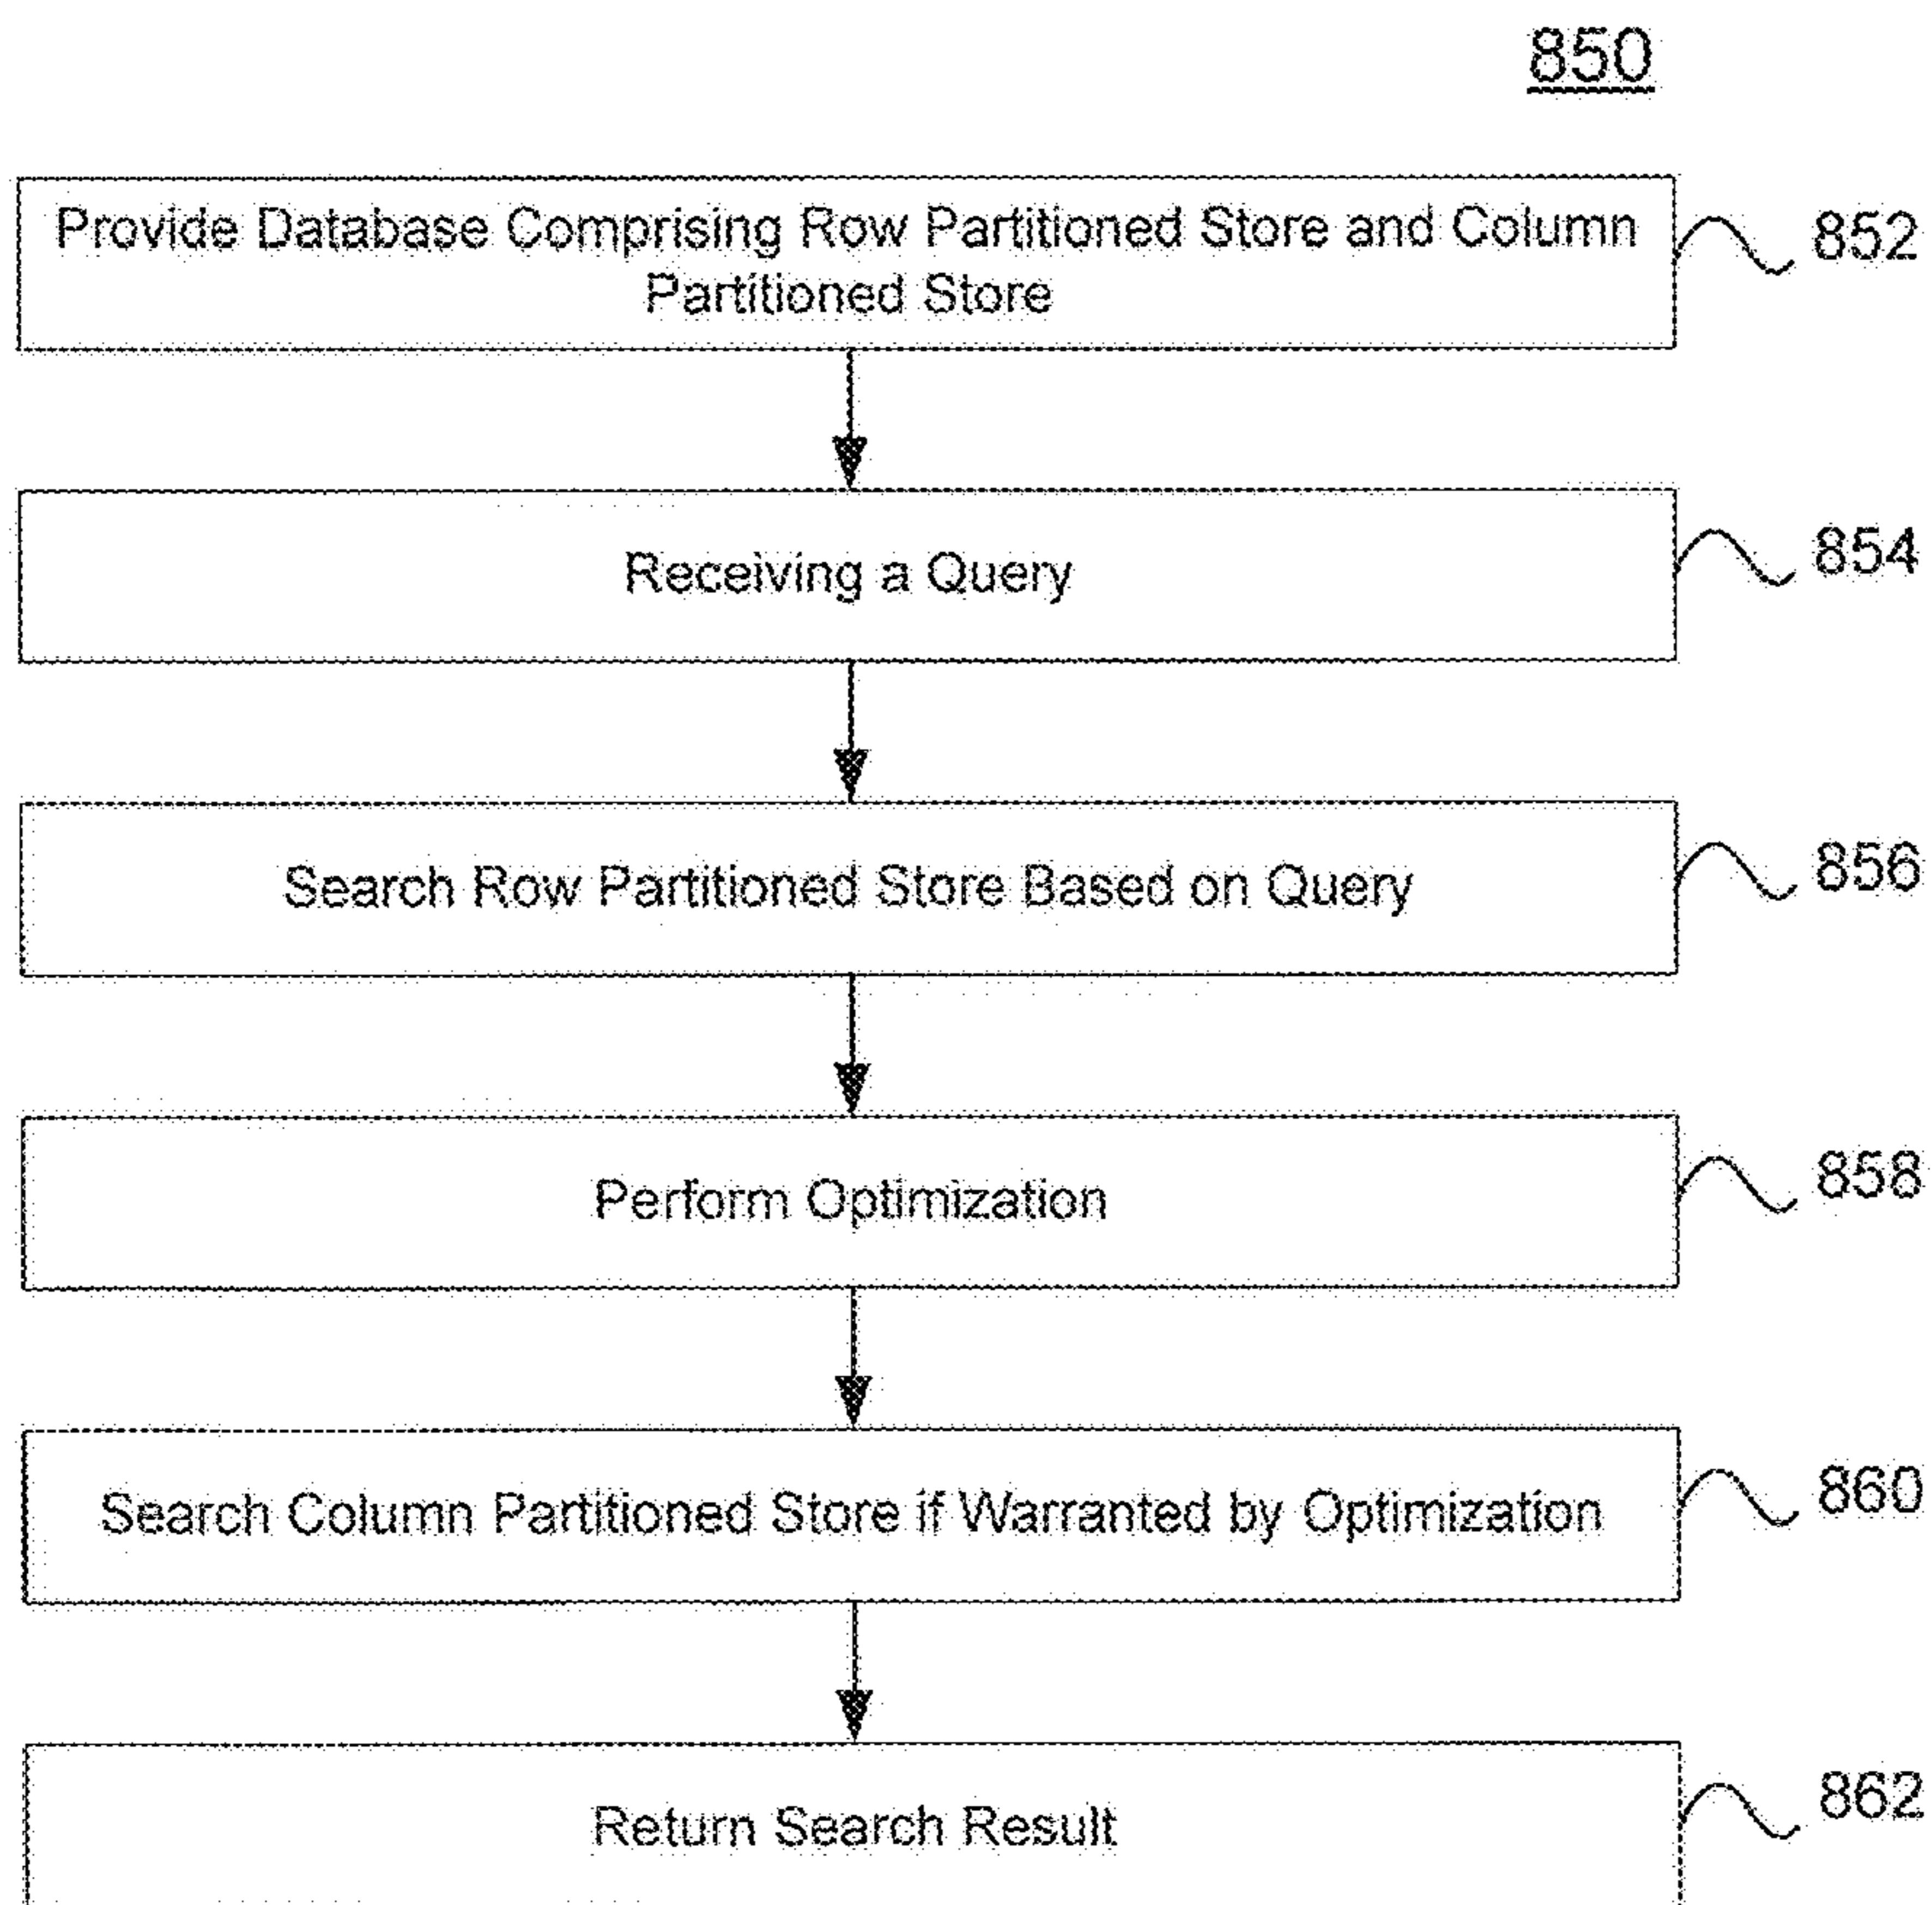 850
Provide Database Comprising Row Partitioned Store and Column
Partitioned Store
852
Receiving a Query
854
Search Row Partitioned Store Based on Query
856
Perform Optimization
858
Search Column Partitioned Store if Warranted by Optimization
860
Return Search Result
862